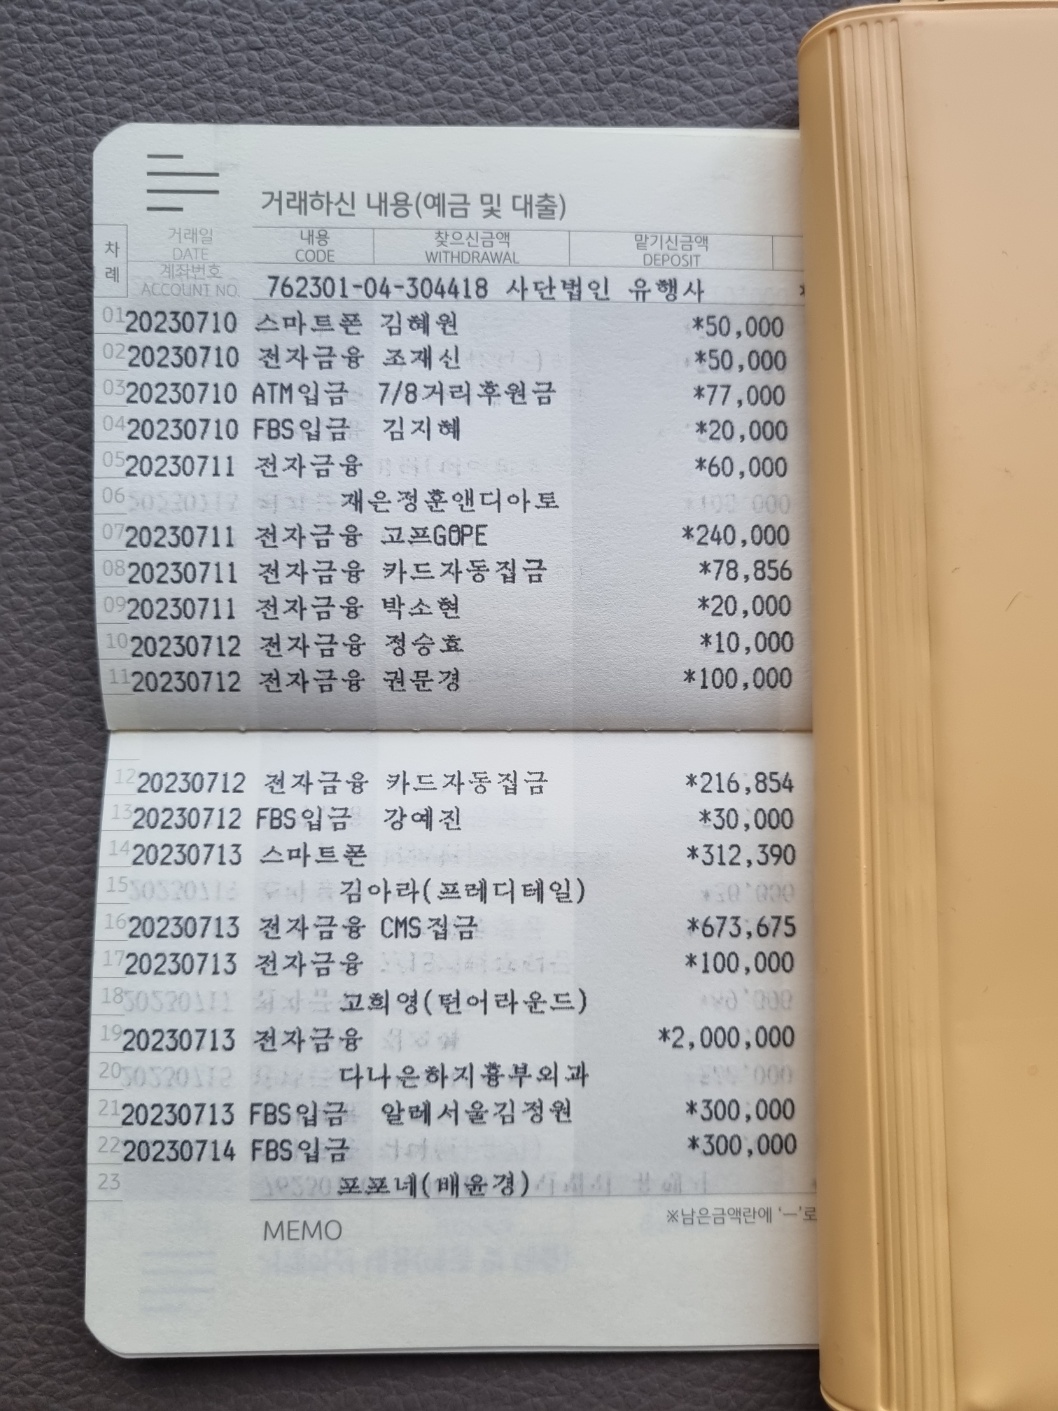 거래하신 내용(예금 및 대출)
차례 거래일 DATE 내용 CODE 찾으신금액 WITHDRAWAL 맡기신금액 DEPOSIT
계좌번호 ACCOUNT NO. 762301-04-304418 사단법인 유행사 *
01 20230710 스마트폰 김혜원 *50,000
02 20230710 전자금융 조재신 *50,000
03 20230710 ATM입금 7/8거리후원금 *77,000
04 20230710 FBS입금 김지혜 *20,000
05 20230711 전자금융 *60,000
06 재은정훈앤디아토
07 20230711 전자금융 고프GOPE *240,000
08 20230711 전자금융 카드자동집금 *78,856
09 20230711 전자금융 박소현 *20,000
10 20230712 전자금융 정승효 *10,000
11 20230712 전자금융 권문경 *100,000
12 20230712 전자금융 카드자동집금 *216,854
13 20230712 FBS입금 강예진 *30,000
14 20230713 스마트폰 *312,390
15 김아라(프레디테일)
16 20230713 전자금융 CMS집금 *673,675
17 20230713 전자금융 *100,000
18 고희영(턴어라운드)
19 20230713 전자금융 *2,000,000
20 다나은하지흉부외과
21 20230713 FBS입금 알레서울김정원 *300,000
22 20230714 FBS입금 *300,000
23 포포네(배윤경)
MEMO
※남은금액란에 '−'로